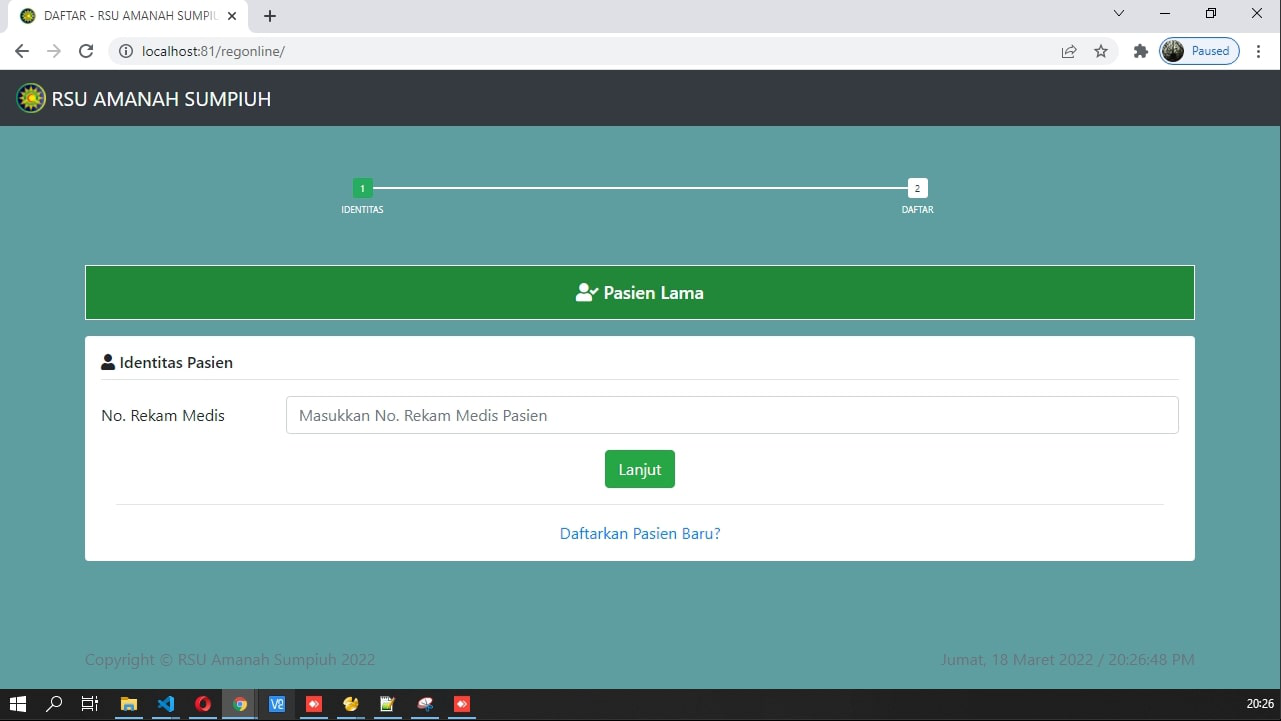 DAFTAR - RSU AMANAH SUMPIU
localhost:81/regonline/
Paused
RSU AMANAH SUMPIUH
1
2
IDENTITAS
DAFTAR
Pasien Lama
Identitas Pasien
No. Rekam Medis
Masukkan No. Rekam Medis Pasien
Lanjut
Daftarkan Pasien Baru?
Copyright © RSU Amanah Sumpiuh 2022
Jumat, 18 Maret 2022 / 20:26:48 PM
20:26